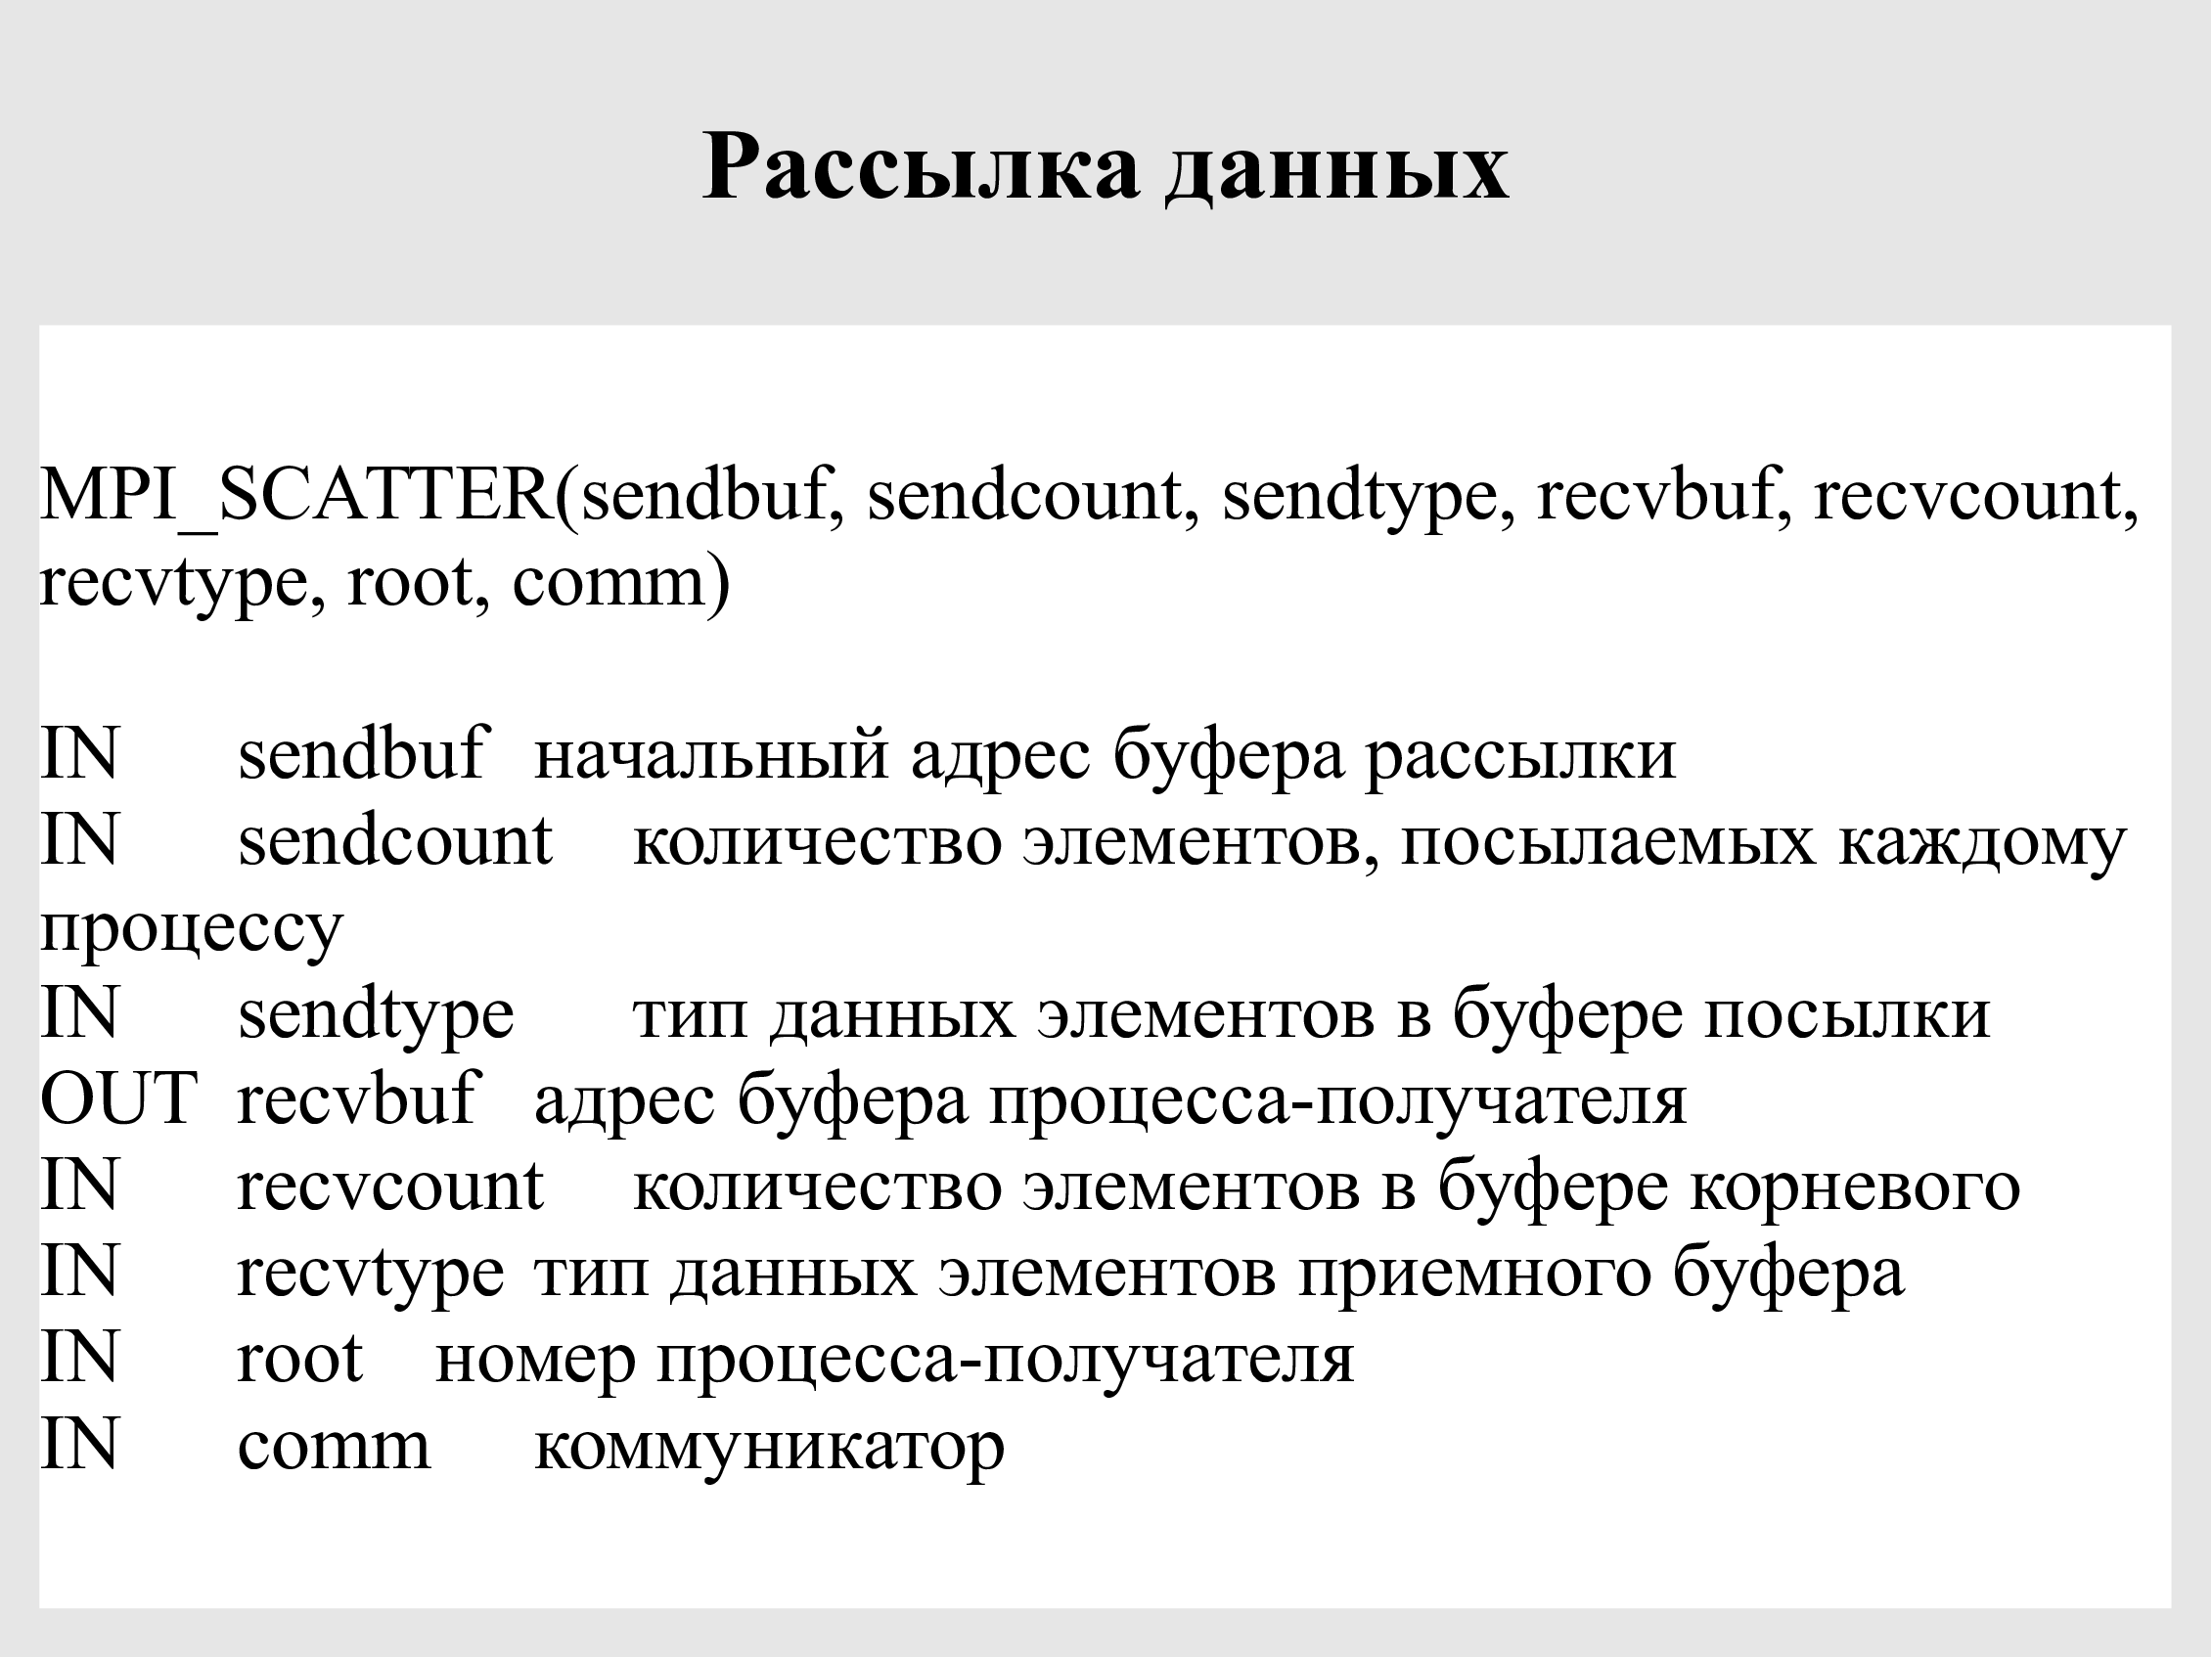 Рассылка данных
MPI_SCATTER(sendbuf, sendcount, sendtype, recvbuf, recvcount,
recvtype, root, comm)
IN sendbuf начальный адрес буфера рассылки
IN sendcount количество элементов, посылаемых каждому
процессу
IN sendtype тип данных элементов в буфере посылки
OUT recvbuf адрес буфера процесса-получателя
IN recvcount количество элементов в буфере корневого
IN recvtype тип данных элементов приемного буфера
IN root номер процесса-получателя
IN comm коммуникатор